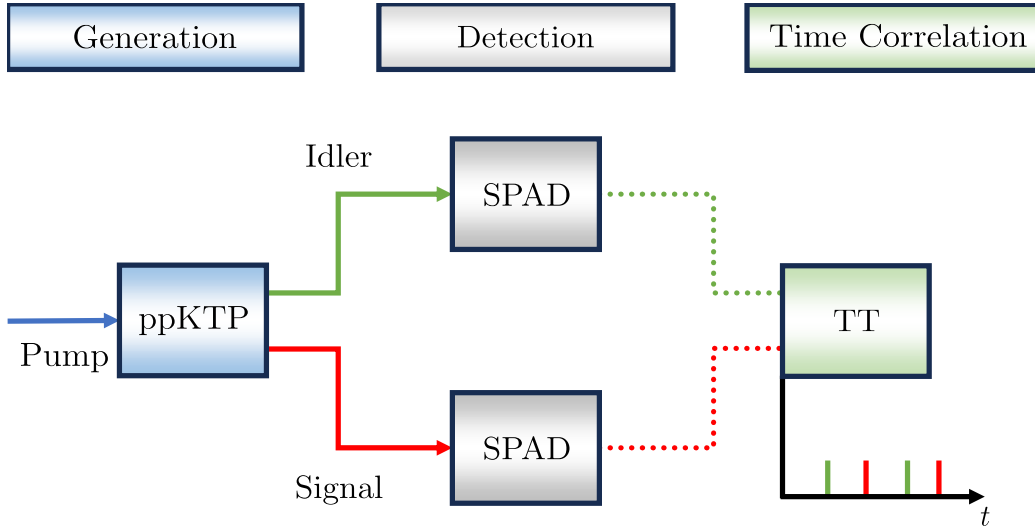 Generation
Detection
Time Correlation
Idler
SPAD
ppKTP
TT
Pump
SPAD
Signal
t